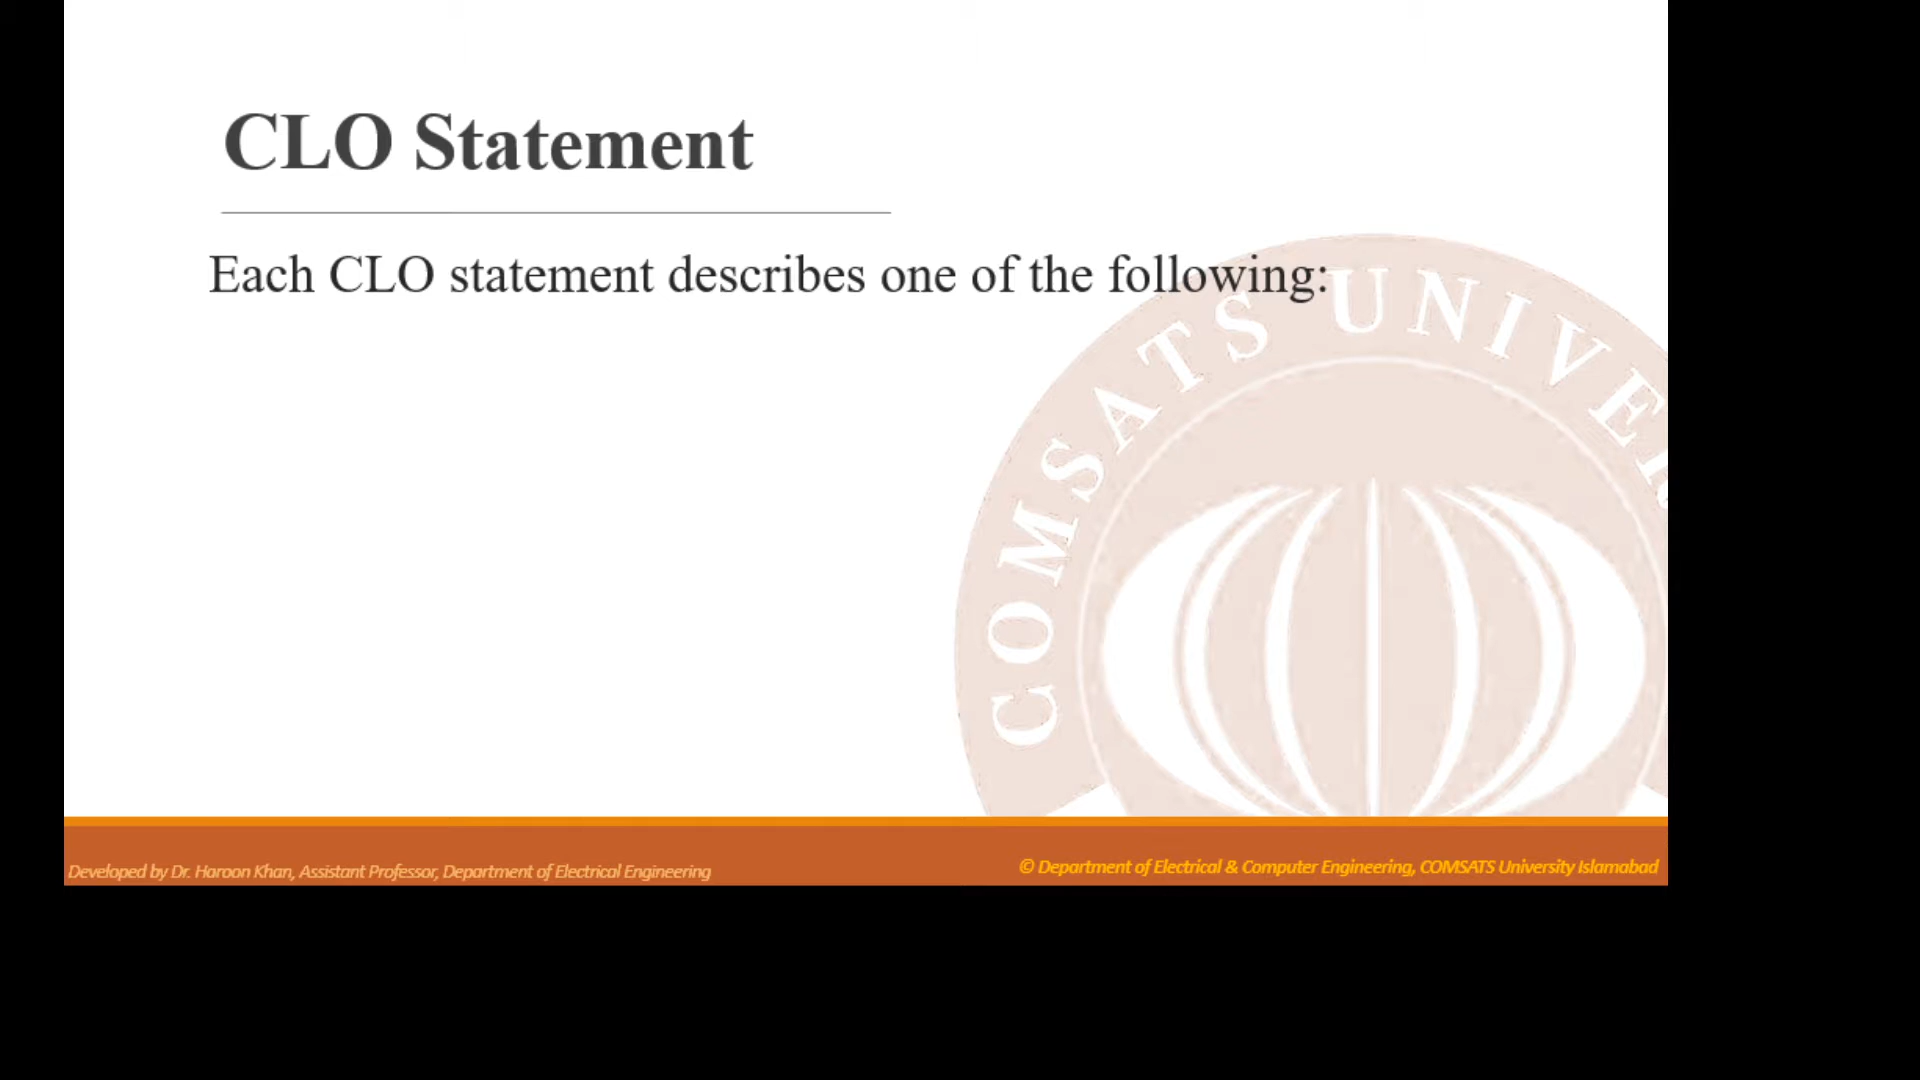 CLO Statement
Each CLO statement describes one of the following:
COMSATS UNIVER
Developed by Dr. Haroon Khan, Assistant Professor, Department of Electrical Engineering
© Department of Electrical & Computer Engineering, COMSATS University Islamabad